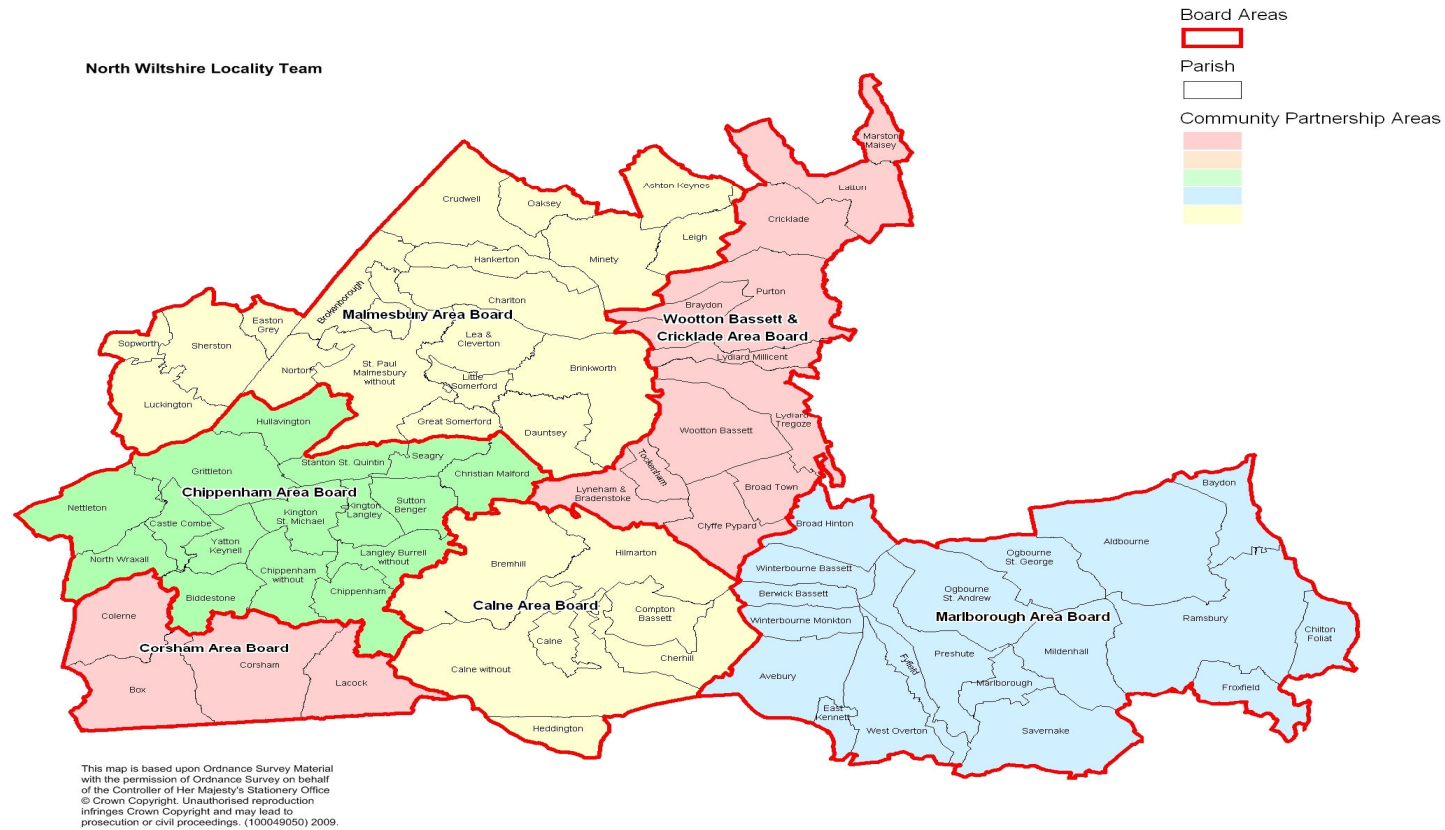 Board Areas
Parish
Community Partnership Areas
North Wiltshire Locality Team
Marston
Maisey
Latton
Cricklade
Ashton Keynes
Leigh
Crudwell
Oaksey
Minety
Hankerton
Charlton
Brokenborough
Malmesbury Area Board
Purton
Braydon
Wootton Bassett &
Cricklade Area Board
Lydiard Millicent
Easton
Grey
Sopworth
Sherston
Luckington
Norton
St. Paul
Malmesbury
without
Lea &
Cleverton
Little
Somerford
Brinkworth
Great Somerford
Dauntsey
Wootton Bassett
Lydiard
Tregoze
Tockenham
Lyneham &
Bradenstoke
Broad Town
Clyffe Pypard
Hullavington
Stanton St. Quintin
Seagry
Grittleton
Christian Malford
Chippenham Area Board
Nettleton
Castle Combe
Kington
St. Michael
Kington
Langley
Sutton
Benger
Yatton
Keynell
North Wraxall
Langley Burrell
without
Chippenham
without
Chippenham
Biddestone
Colerne
Corsham Area Board
Corsham
Box
Lacock
Bremhill
Hilmarton
Calne Area Board
Compton
Bassett
Calne
Cherhill
Calne without
Heddington
Broad Hinton
Winterbourne Bassett
Berwick Bassett
Winterbourne Monkton
Avebury
East
Kennett
West Overton
Fyfield
Preshute
Ogbourne
St. Andrew
Ogbourne
St. George
Marlborough Area Board
Mildenhall
Marlborough
Savernake
Aldbourne
Baydon
Ramsbury
Chilton
Foliat
Froxfield
This map is based upon Ordnance Survey Material
with the permission of Ordnance Survey on behalf
of the Controller of Her Majesty's Stationery Office
© Crown Copyright. Unauthorised reproduction
infringes Crown Copyright and may lead to
prosecution or civil proceedings. (100049050) 2009.